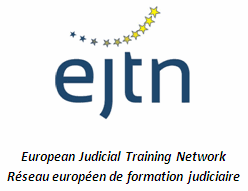 ejtn
European Judicial Training Network
Réseau européen de formation judiciaire